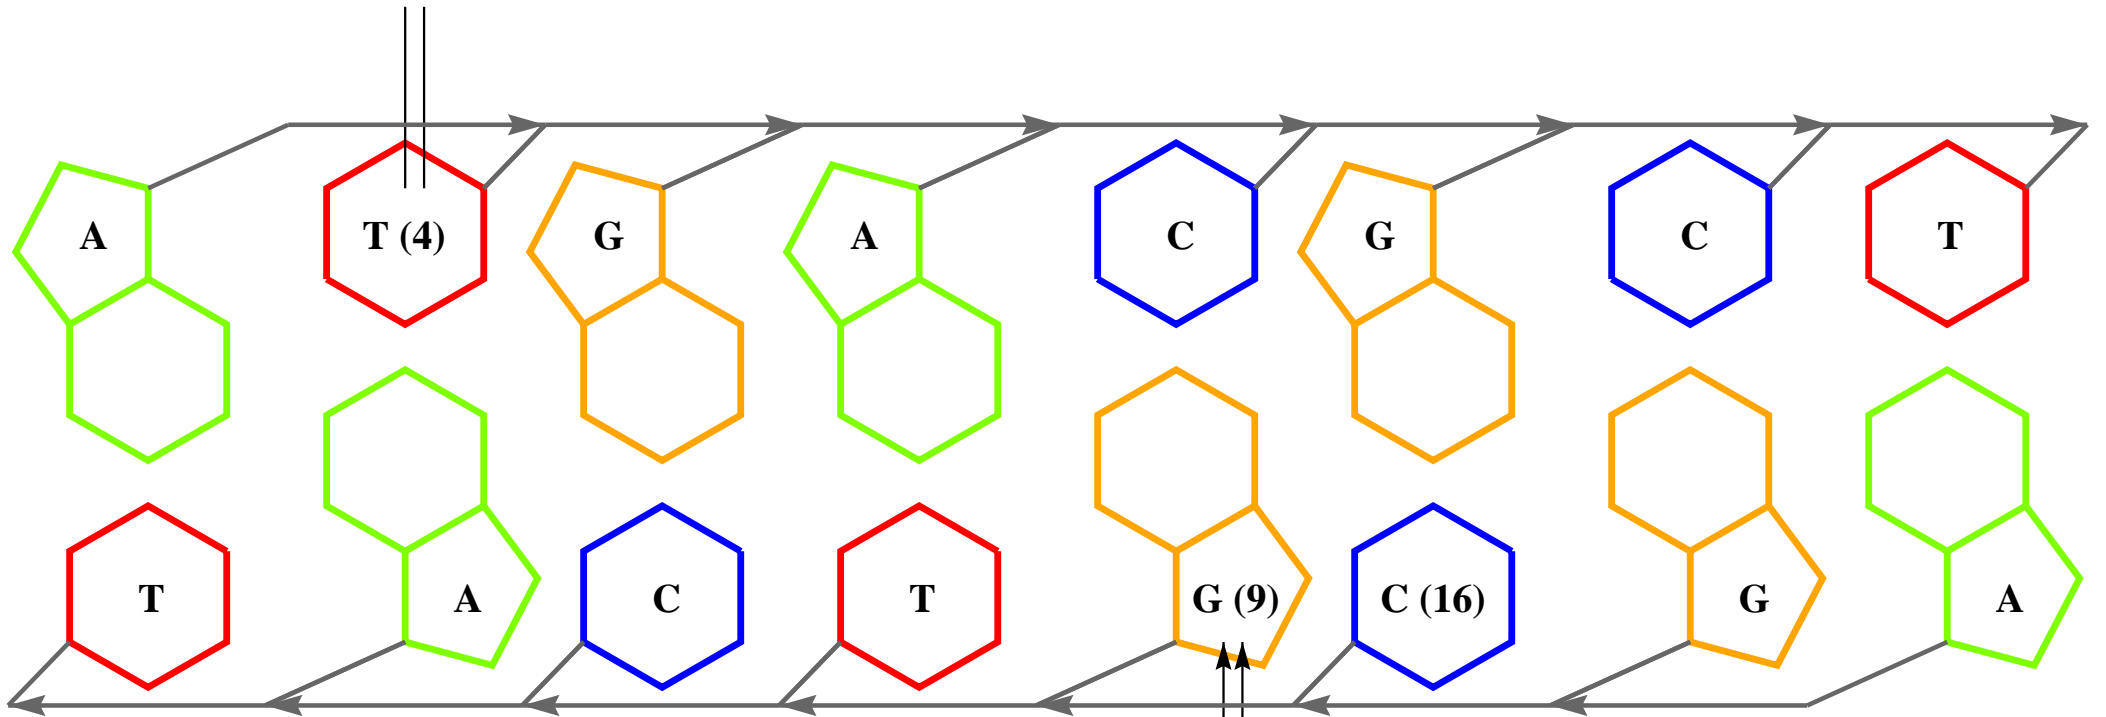 A T (4) G A C G C T
T A C T G (9) C (16) G A